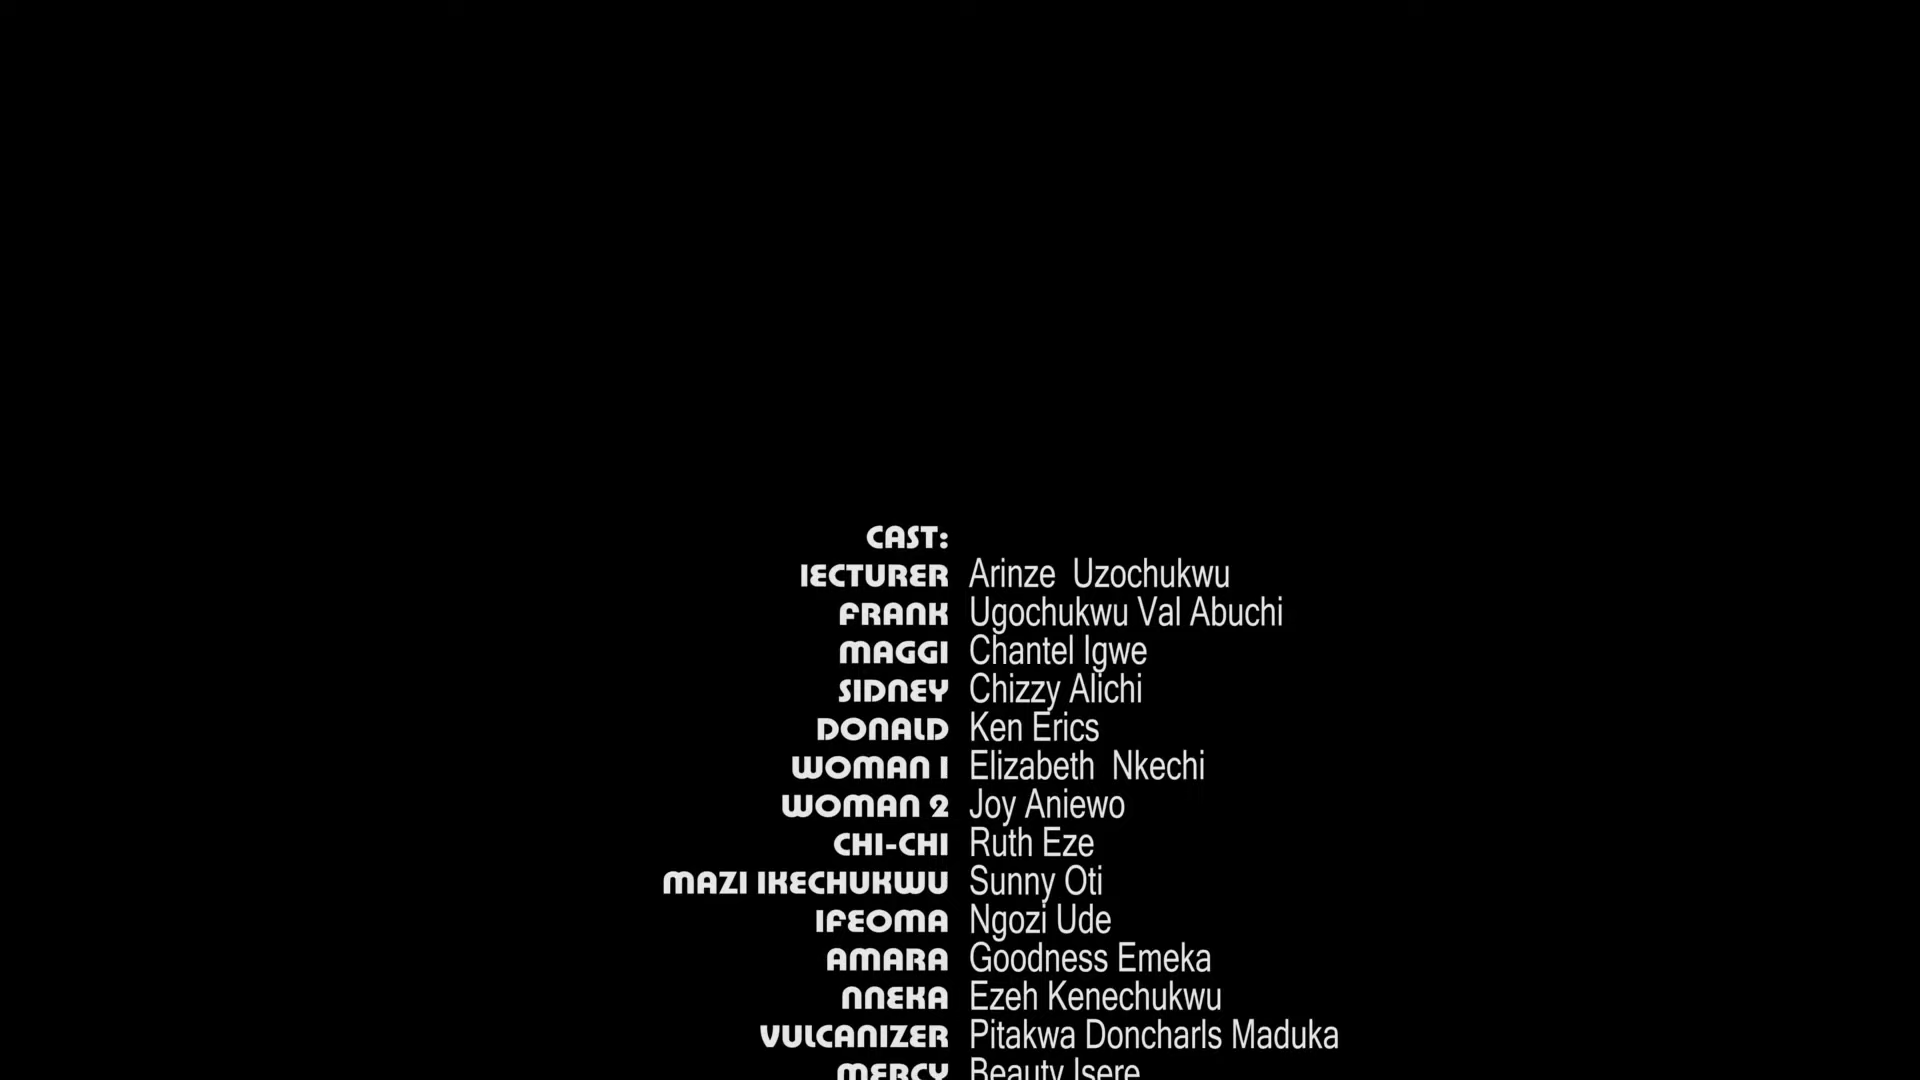 CAST:
lECTURER Arinze  Uzochukwu
FRANK Ugochukwu Val Abuchi
MAGGI Chantel Igwe
SIDNEY Chizzy Alichi
DONALD Ken Erics
WOMAN 1 Elizabeth  Nkechi
WOMAN 2 Joy Aniewo
CHI-CHI Ruth Eze
MAZI IKECHUKWU Sunny Oti
IFEOMA Ngozi Ude
AMARA Goodness Emeka
NNEKA Ezeh Kenechukwu
VULCANIZER Pitakwa Doncharls Maduka
MERCY Beauty Isere